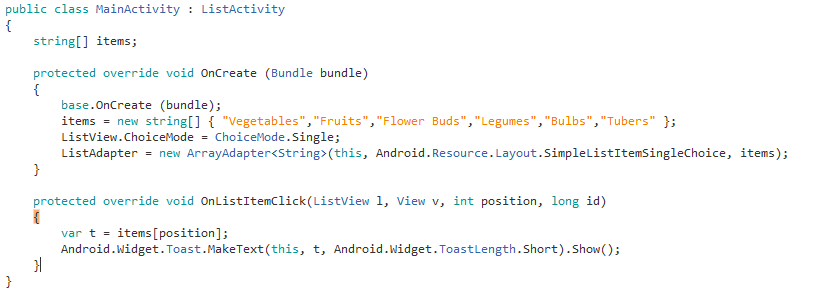 public class MainActivity : ListActivity
{
    string[] items;

    protected override void OnCreate (Bundle bundle)
    {
        base.OnCreate (bundle);
        items = new string[] { "Vegetables","Fruits","Flower Buds","Legumes","Bulbs","Tubers" };
        ListView.ChoiceMode = ChoiceMode.Single;
        ListAdapter = new ArrayAdapter<String>(this, Android.Resource.Layout.SimpleListItemSingleChoice, items);
    }

    protected override void OnListItemClick(ListView l, View v, int position, long id)
    {
        var t = items[position];
        Android.Widget.Toast.MakeText(this, t, Android.Widget.ToastLength.Short).Show();
    }
}